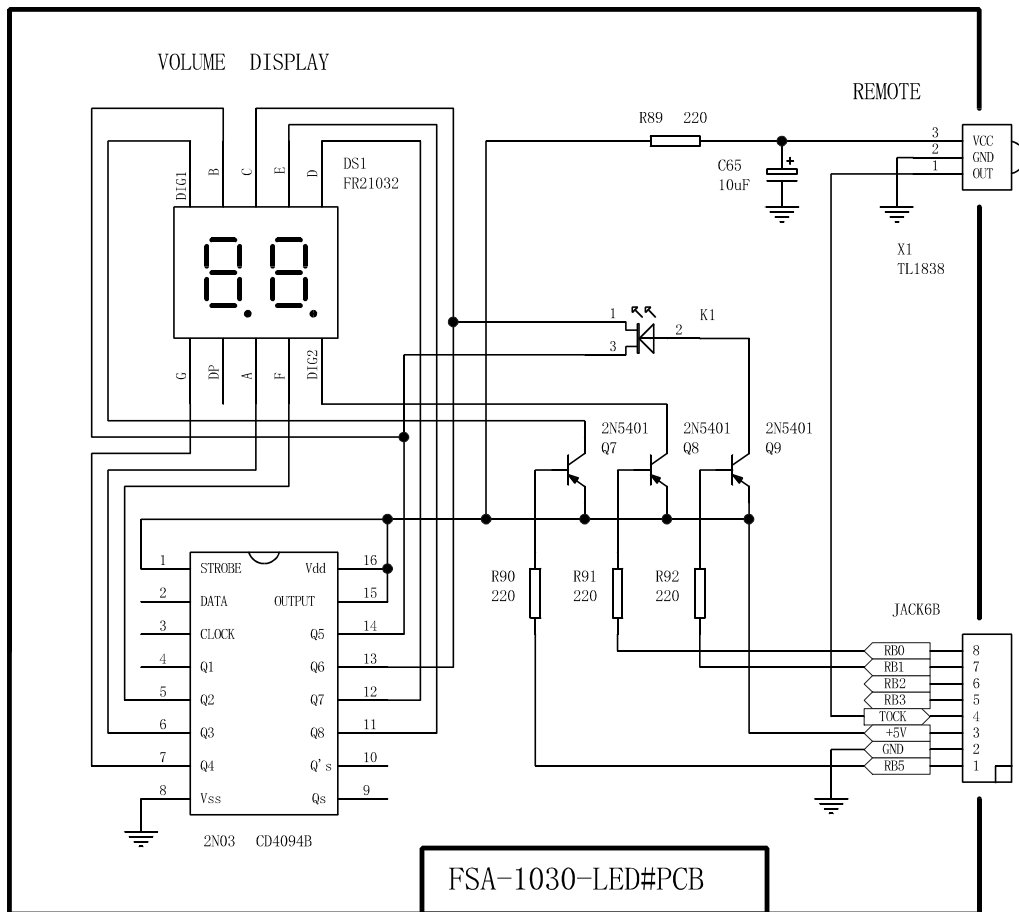 VOLUME DISPLAY
REMOTE
R89 220
3 VCC
2 GND
1 OUT
C65
10uF
+
DIG1 B C E D
DS1
FR21032
X1
TL1838
1
K1
2
3
G DP A F DIG2
2N5401
Q7
2N5401
Q8
2N5401
Q9
1 STROBE Vdd 16
2 DATA OUTPUT 15
3 CLOCK Q5 14
4 Q1 Q6 13
5 Q2 Q7 12
6 Q3 Q8 11
7 Q4 Q's 10
8 Vss Qs 9
2N03 CD4094B
R90
220
R91
220
R92
220
JACK6B
RB0 8
RB1 7
RB2 6
RB3 5
TOCK 4
+5V 3
GND 2
RB5 1
FSA-1030-LED#PCB